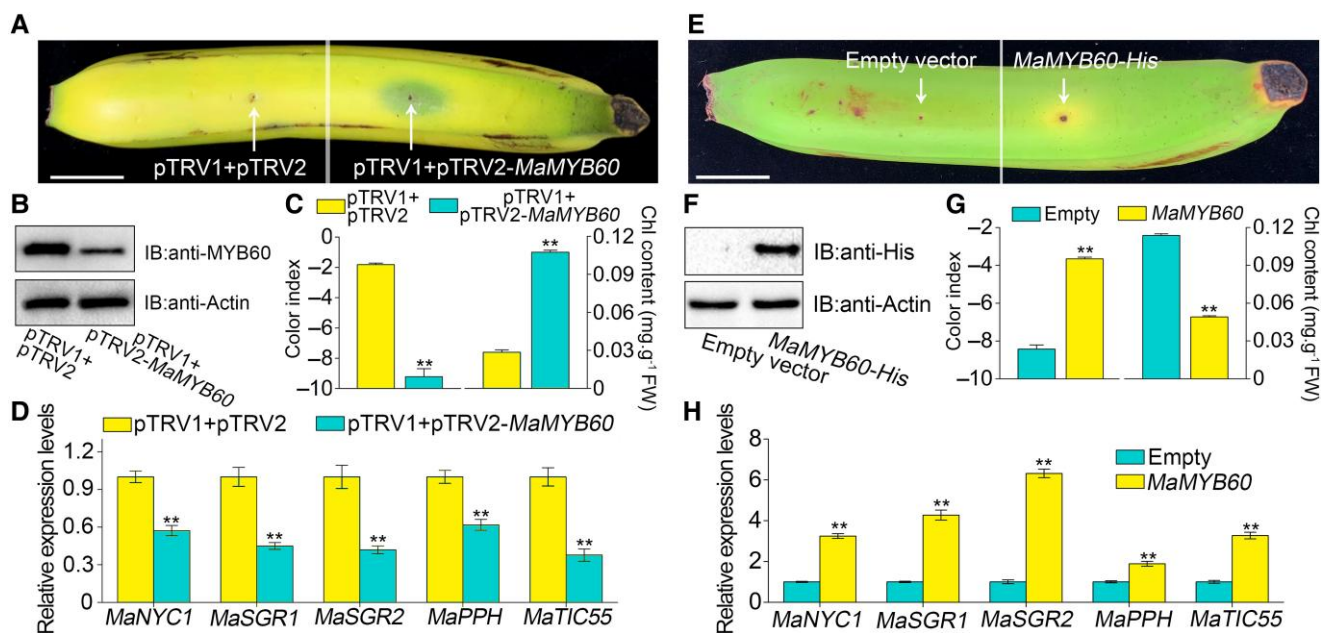 A
pTRV1+pTRV2
pTRV1+pTRV2-MaMYB60
B
IB:anti-MYB60
IB:anti-Actin
pTRV1+
pTRV2
pTRV1+
pTRV2-MaMYB60
C
pTRV1+
pTRV2
pTRV1+
pTRV2-MaMYB60
Color index
0
−2
−4
−6
−8
−10
**
**
0.12
0.09
0.06
0.03
0
Chl content (mg.g⁻¹ FW)
D
pTRV1+pTRV2
pTRV1+pTRV2-MaMYB60
Relative expression levels
1.2
0.9
0.6
0.3
0
**
**
**
**
**
MaNYC1 MaSGR1 MaSGR2 MaPPH MaTIC55
E
Empty vector
MaMYB60-His
F
IB:anti-His
IB:anti-Actin
Empty vector
MaMYB60-His
G
Empty
MaMYB60
Color index
−2
−4
−6
−8
−10
**
**
0.12
0.09
0.06
0.03
0
Chl content (mg.g⁻¹ FW)
H
Empty
MaMYB60
Relative expression levels
8
6
4
2
0
**
**
**
**
**
MaNYC1 MaSGR1 MaSGR2 MaPPH MaTIC55